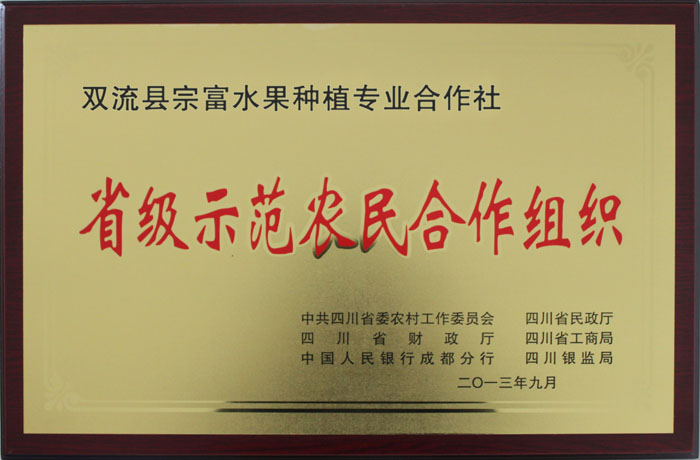 双流县宗富水果种植专业合作社
省级示范农民合作组织
中共四川省委农村工作委员会 四川省民政厅
四川省财政厅 四川省工商局
中国人民银行成都分行 四川银监局
二〇一三年九月